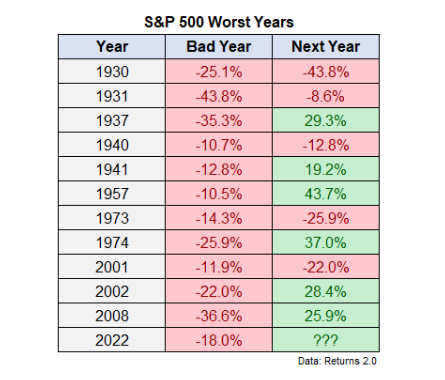 S&P 500 Worst Years
Year Bad Year Next Year
1930 -25.1% -43.8%
1931 -43.8% -8.6%
1937 -35.3% 29.3%
1940 -10.7% -12.8%
1941 -12.8% 19.2%
1957 -10.5% 43.7%
1973 -14.3% -25.9%
1974 -25.9% 37.0%
2001 -11.9% -22.0%
2002 -22.0% 28.4%
2008 -36.6% 25.9%
2022 -18.0% ???
Data: Returns 2.0